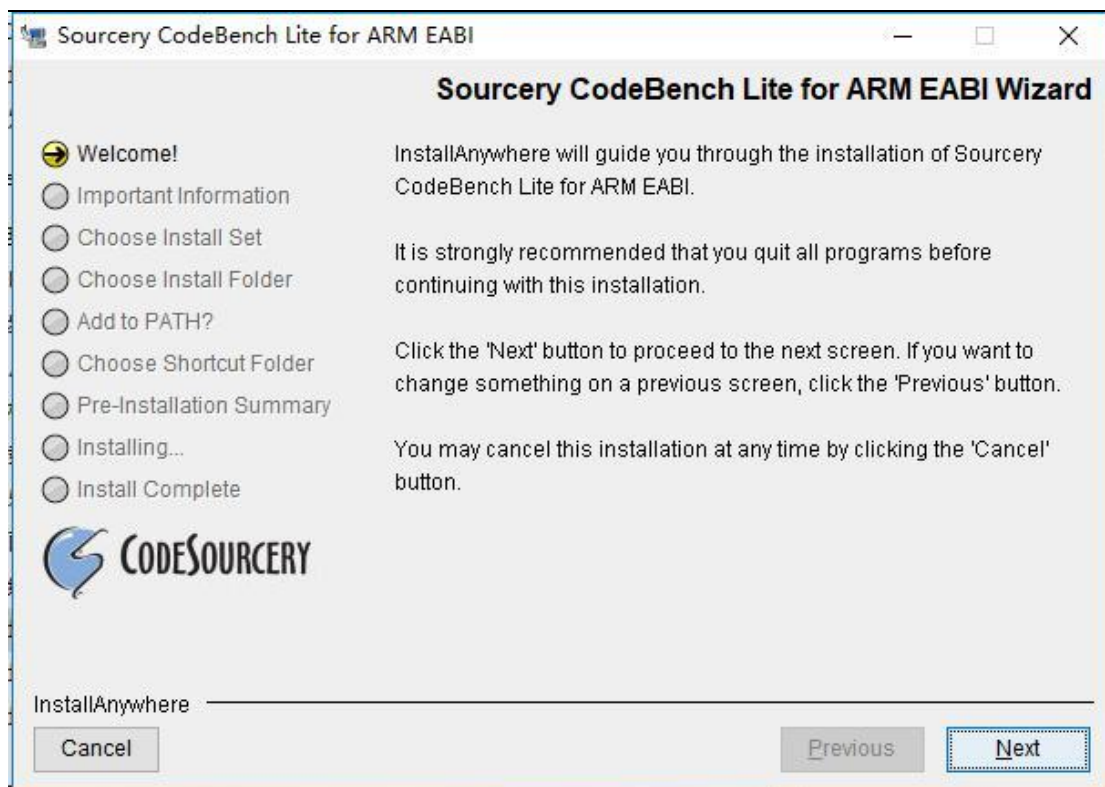 Sourcery CodeBench Lite for ARM EABI
Sourcery CodeBench Lite for ARM EABI Wizard
Welcome!
Important Information
Choose Install Set
Choose Install Folder
Add to PATH?
Choose Shortcut Folder
Pre-Installation Summary
Installing...
Install Complete
CODESOURCERY
InstallAnywhere will guide you through the installation of Sourcery
CodeBench Lite for ARM EABI.
It is strongly recommended that you quit all programs before
continuing with this installation.
Click the 'Next' button to proceed to the next screen. If you want to
change something on a previous screen, click the 'Previous' button.
You may cancel this installation at any time by clicking the 'Cancel'
button.
InstallAnywhere
Cancel
Previous
Next